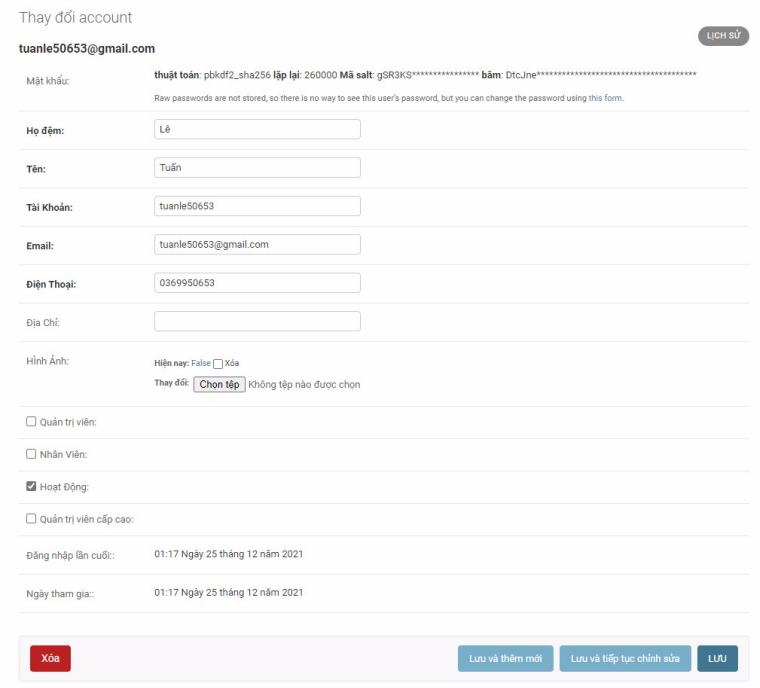 Thay đổi account
LỊCH SỬ
tuanle50653@gmail.com
Mật khẩu:
thuật toán: pbkdf2_sha256 lặp lại: 260000 Mã salt: gSR3KS**************** băm: DtcJne**************************************
Raw passwords are not stored, so there is no way to see this user's password, but you can change the password using this form.
Họ đệm:
Lê
Tên:
Tuấn
Tài Khoản:
tuanle50653
Email:
tuanle50653@gmail.com
Điện Thoại:
0369950653
Địa Chỉ:
Hình Ảnh:
Hiện nay: False Xóa
Thay đổi: Chọn tệp Không tệp nào được chọn
Quản trị viên:
Nhân Viên:
Hoạt Động:
Quản trị viên cấp cao:
Đăng nhập lần cuối::
01:17 Ngày 25 tháng 12 năm 2021
Ngày tham gia::
01:17 Ngày 25 tháng 12 năm 2021
Xóa
Lưu và thêm mới
Lưu và tiếp tục chỉnh sửa
LƯU